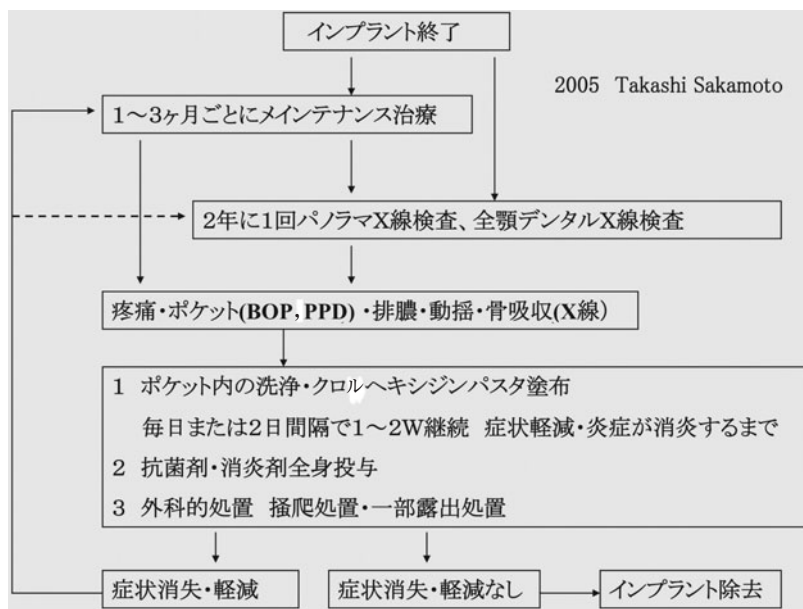 インプラント終了
2005 Takashi Sakamoto
1～3ヶ月ごとにメインテナンス治療
2年に1回パノラマX線検査、全顎デンタルX線検査
疼痛・ポケット(BOP,PPD)・排膿・動揺・骨吸収(X線)
1 ポケット内の洗浄・クロルヘキシジンパスタ塗布
毎日または2日間隔で1～2W継続 症状軽減・炎症が消炎するまで
2 抗菌剤・消炎剤全身投与
3 外科的処置 掻爬処置・一部露出処置
症状消失・軽減
症状消失・軽減なし
インプラント除去